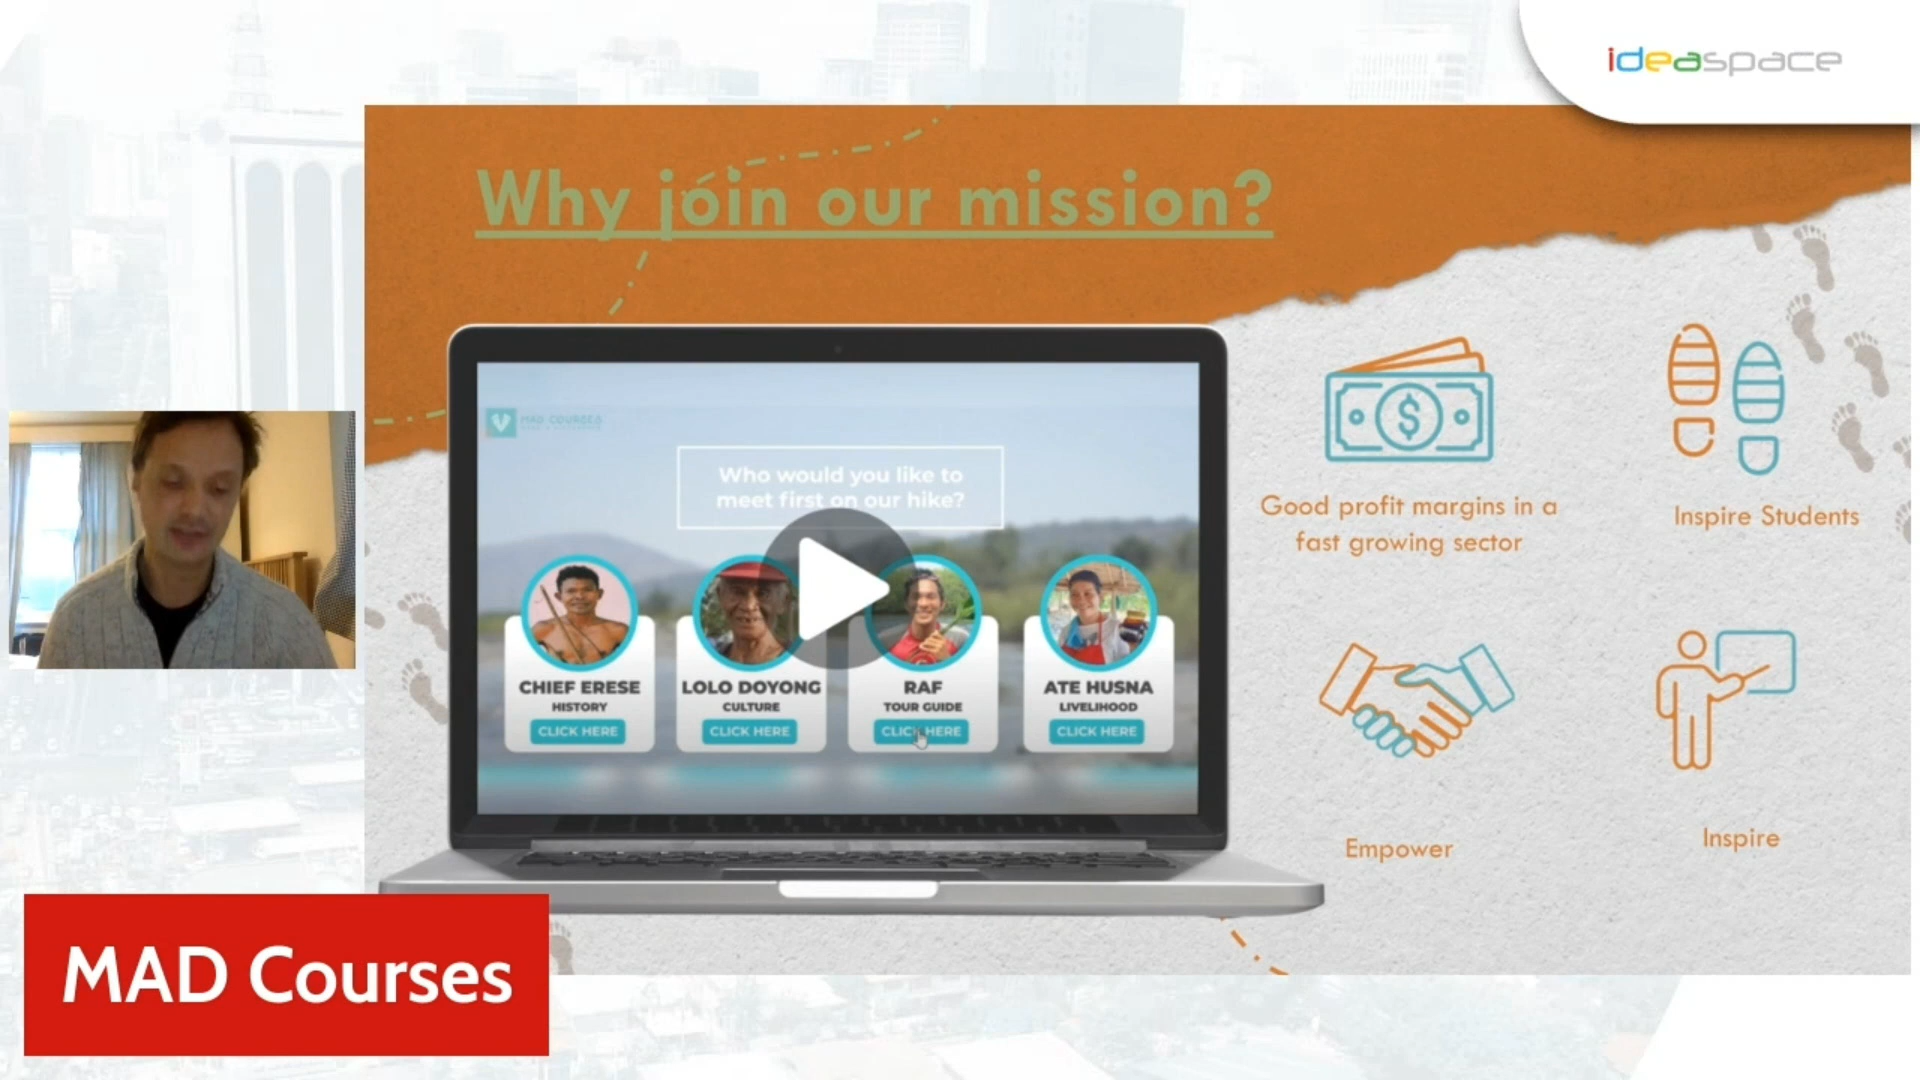 ideaspace
Why join our mission?
MAD COURSES
Who would you like to
meet first on our hike?
CHIEF ERESE
HISTORY
CLICK HERE
LOLO DOYONG
CULTURE
CLICK HERE
RAF
TOUR GUIDE
CLICK HERE
ATE HUSNA
LIVELIHOOD
CLICK HERE
Good profit margins in a
fast growing sector
Inspire Students
Empower
Inspire
MAD Courses